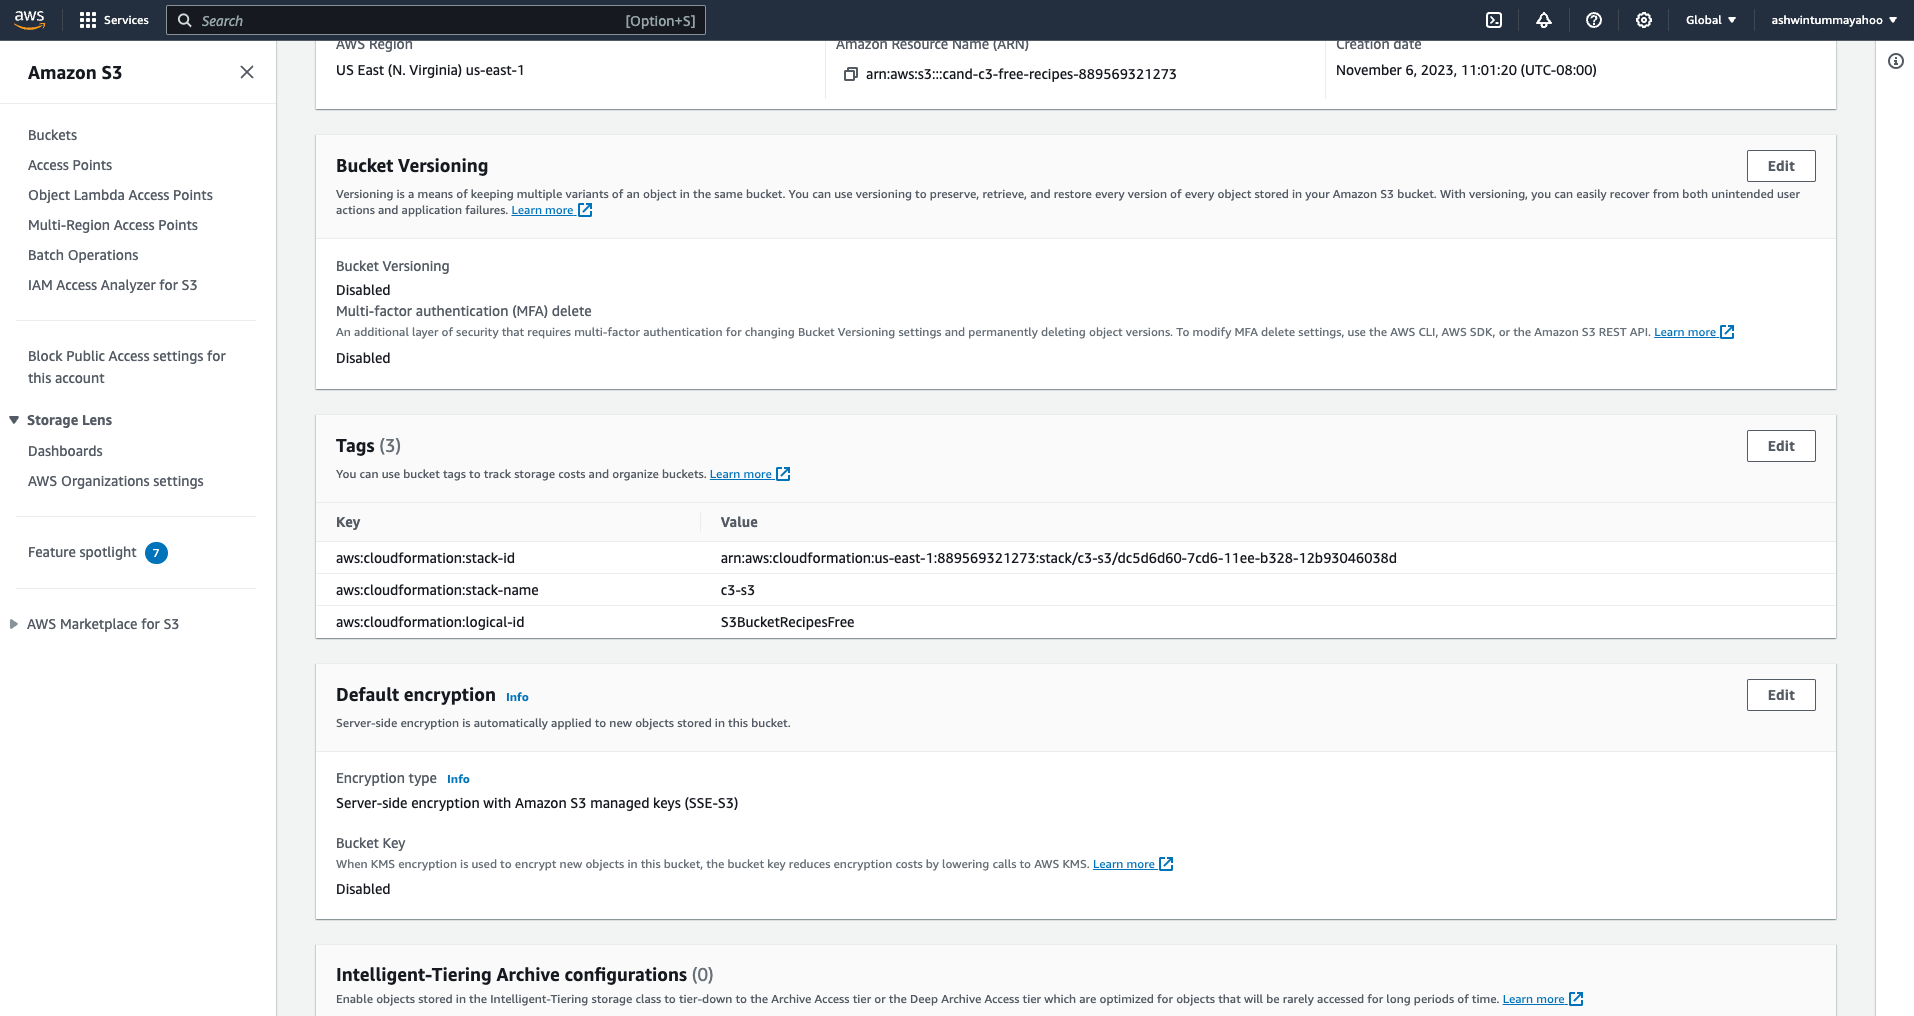 aws
Services
Search
[Option+S]
Global
ashwintummayahoo
Amazon S3
Buckets
Access Points
Object Lambda Access Points
Multi-Region Access Points
Batch Operations
IAM Access Analyzer for S3
Block Public Access settings for
this account
Storage Lens
Dashboards
AWS Organizations settings
Feature spotlight 7
AWS Marketplace for S3
AWS Region
US East (N. Virginia) us-east-1
Amazon Resource Name (ARN)
arn:aws:s3:::cand-c3-free-recipes-889569321273
Creation date
November 6, 2023, 11:01:20 (UTC-08:00)
Bucket Versioning
Edit
Versioning is a means of keeping multiple variants of an object in the same bucket. You can use versioning to preserve, retrieve, and restore every version of every object stored in your Amazon S3 bucket. With versioning, you can easily recover from both unintended user
actions and application failures. Learn more
Bucket Versioning
Disabled
Multi-factor authentication (MFA) delete
An additional layer of security that requires multi-factor authentication for changing Bucket Versioning settings and permanently deleting object versions. To modify MFA delete settings, use the AWS CLI, AWS SDK, or the Amazon S3 REST API. Learn more
Disabled
Tags (3)
Edit
You can use bucket tags to track storage costs and organize buckets. Learn more
Key Value
aws:cloudformation:stack-id arn:aws:cloudformation:us-east-1:889569321273:stack/c3-s3/dc5d6d60-7cd6-11ee-b328-12b93046038d
aws:cloudformation:stack-name c3-s3
aws:cloudformation:logical-id S3BucketRecipesFree
Default encryption Info
Edit
Server-side encryption is automatically applied to new objects stored in this bucket.
Encryption type Info
Server-side encryption with Amazon S3 managed keys (SSE-S3)
Bucket Key
When KMS encryption is used to encrypt new objects in this bucket, the bucket key reduces encryption costs by lowering calls to AWS KMS. Learn more
Disabled
Intelligent-Tiering Archive configurations (0)
Enable objects stored in the Intelligent-Tiering storage class to tier-down to the Archive Access tier or the Deep Archive Access tier which are optimized for objects that will be rarely accessed for long periods of time. Learn more